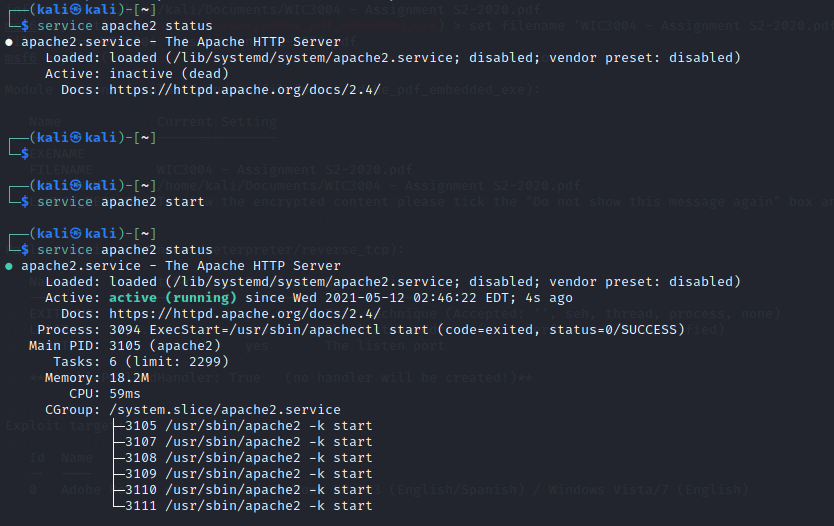 (kali㉿kali)-[~]
$ service apache2 status
● apache2.service - The Apache HTTP Server
Loaded: loaded (/lib/systemd/system/apache2.service; disabled; vendor preset: disabled)
Active: inactive (dead)
Docs: https://httpd.apache.org/docs/2.4/
(kali㉿kali)-[~]
$
(kali㉿kali)-[~]
$ service apache2 start
(kali㉿kali)-[~]
$ service apache2 status
● apache2.service - The Apache HTTP Server
Loaded: loaded (/lib/systemd/system/apache2.service; disabled; vendor preset: disabled)
Active: active (running) since Wed 2021-05-12 02:46:22 EDT; 4s ago
Docs: https://httpd.apache.org/docs/2.4/
Process: 3094 ExecStart=/usr/sbin/apachectl start (code=exited, status=0/SUCCESS)
Main PID: 3105 (apache2)
Tasks: 6 (limit: 2299)
Memory: 18.2M
CPU: 59ms
CGroup: /system.slice/apache2.service
├─3105 /usr/sbin/apache2 -k start
├─3107 /usr/sbin/apache2 -k start
├─3108 /usr/sbin/apache2 -k start
├─3109 /usr/sbin/apache2 -k start
├─3110 /usr/sbin/apache2 -k start
└─3111 /usr/sbin/apache2 -k start